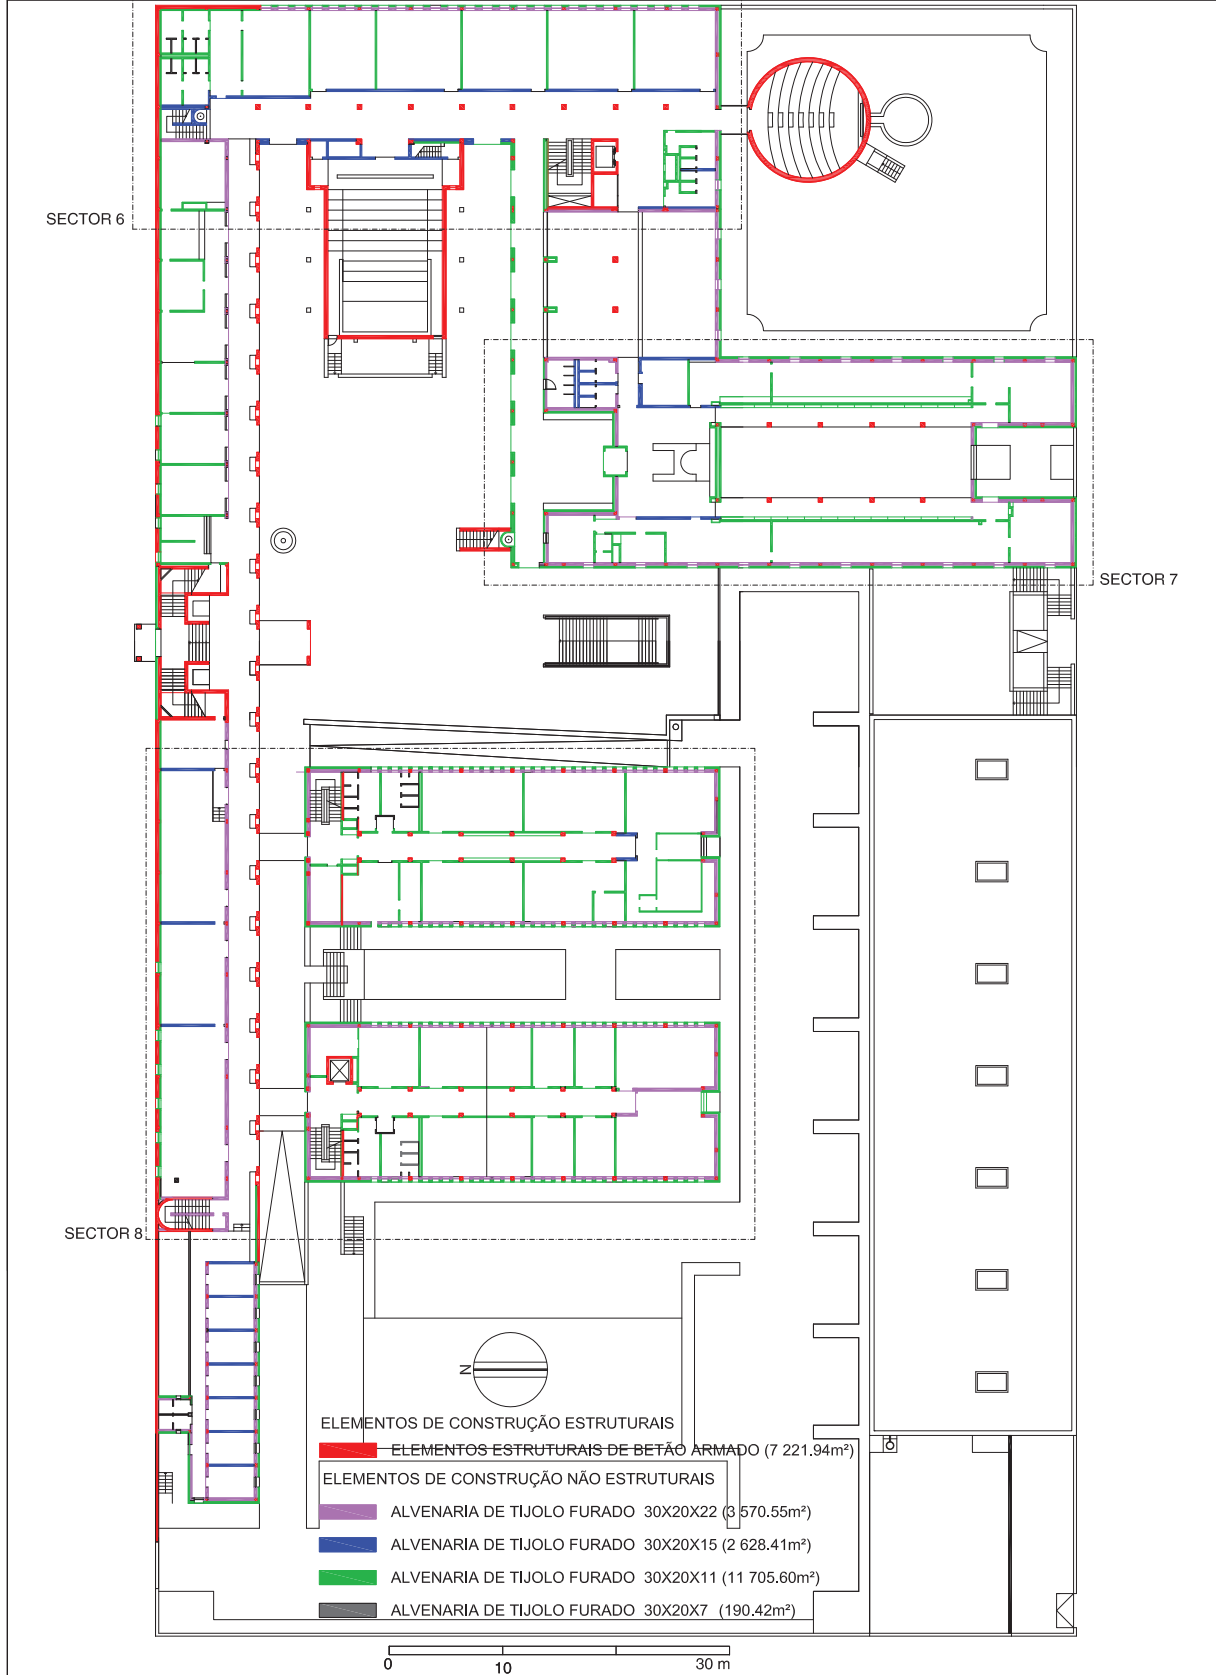 SECTOR 6
SECTOR 7
SECTOR 8
N
ELEMENTOS DE CONSTRUÇÃO ESTRUTURAIS
ELEMENTOS ESTRUTURAIS DE BETÃO ARMADO (7 221.94m²)
ELEMENTOS DE CONSTRUÇÃO NÃO ESTRUTURAIS
ALVENARIA DE TIJOLO FURADO 30X20X22 (3 570.55m²)
ALVENARIA DE TIJOLO FURADO 30X20X15 (2 628.41m²)
ALVENARIA DE TIJOLO FURADO 30X20X11 (11 705.60m²)
ALVENARIA DE TIJOLO FURADO 30X20X7 (190.42m²)
0 10 30 m